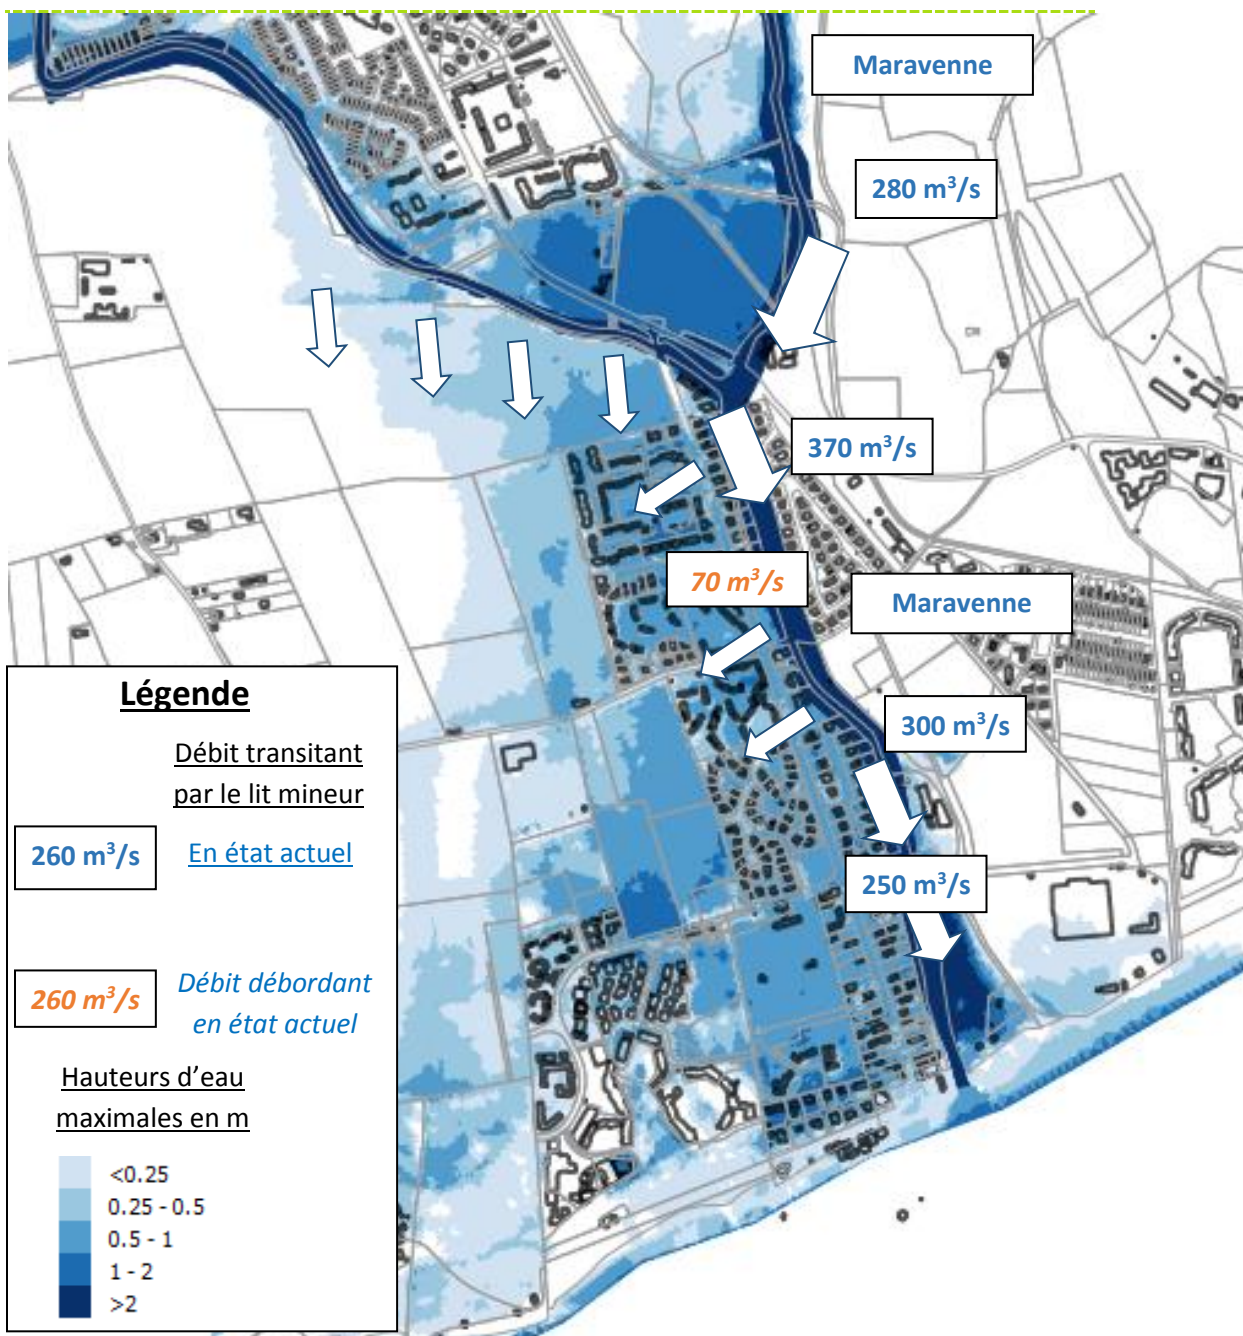 Maravenne
280 m³/s
370 m³/s
70 m³/s
Maravenne
300 m³/s
250 m³/s
Légende
Débit transitant
par le lit mineur
260 m³/s
En état actuel
260 m³/s
Débit débordant
en état actuel
Hauteurs d’eau
maximales en m
<0.25
0.25 - 0.5
0.5 - 1
1 - 2
>2